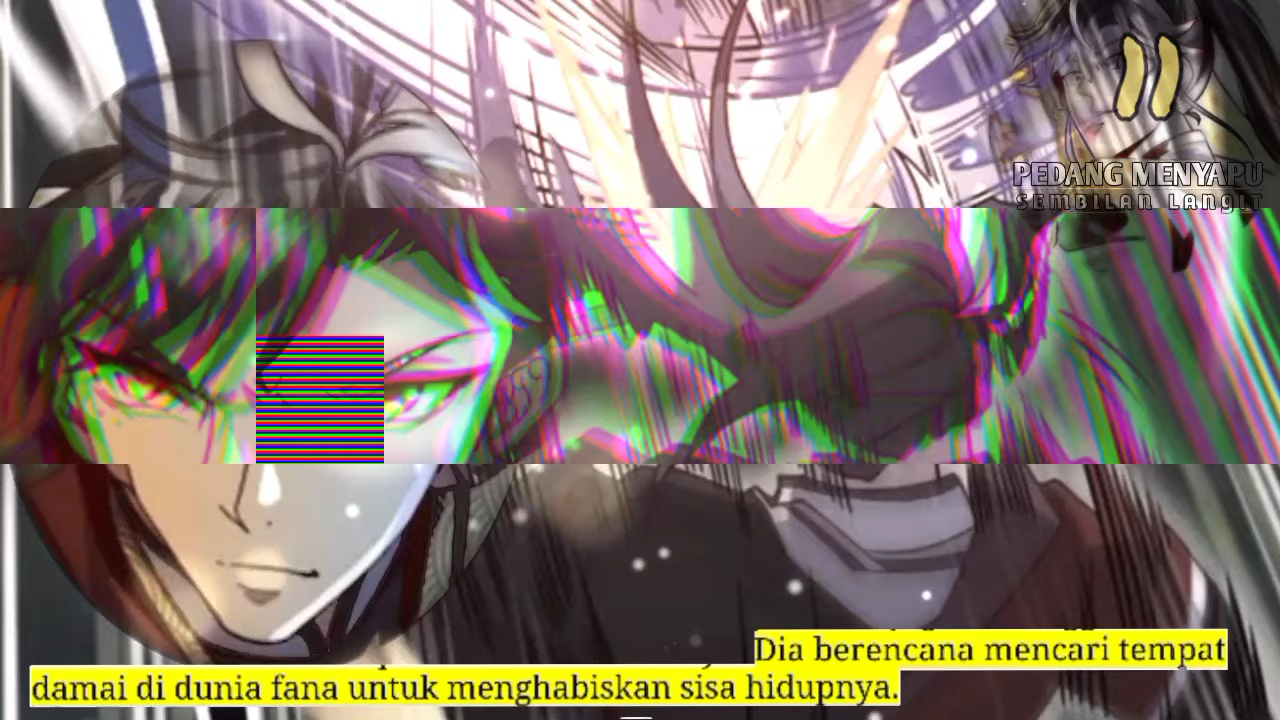 PEDANG MENYAPU
SEMBILAN LANGIT
Dia berencana mencari tempat
damai di dunia fana untuk menghabiskan sisa hidupnya.